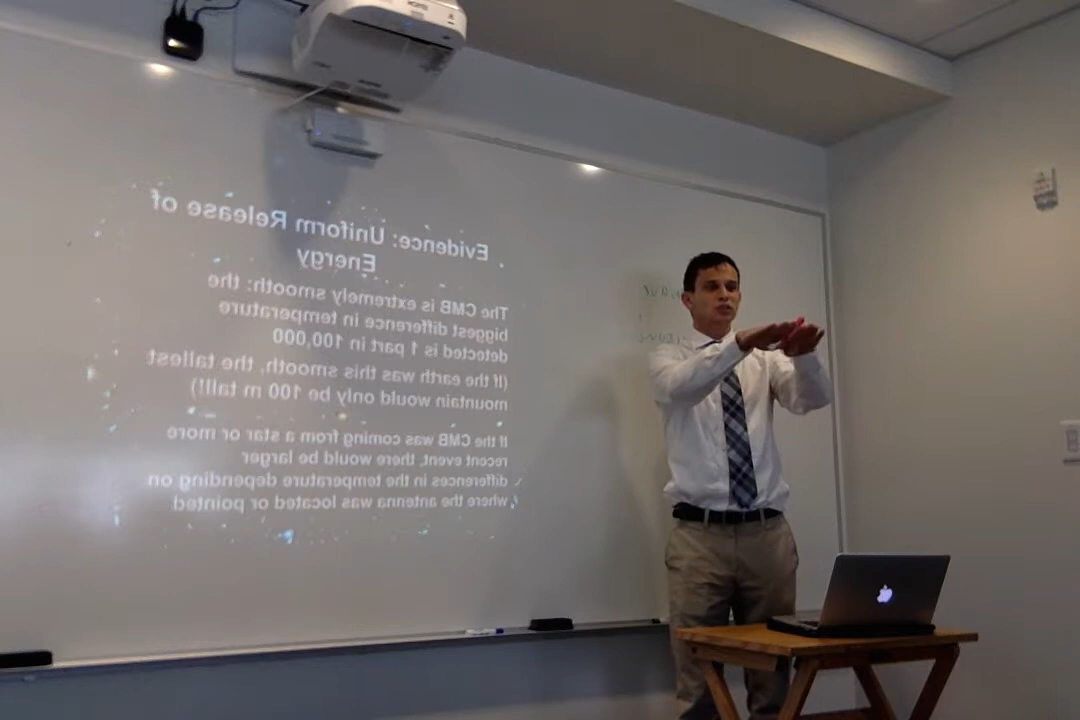 Evidence: Uniform Release of
Energy
The CMB is extremely smooth: the
biggest difference in temperature
detected is 1 part in 100,000
(If the earth was this smooth, the tallest
mountain would only be 100 m tall!)
If the CMB was coming from a star or more
recent event, there would be larger
differences in the temperature depending on
where the antenna was located or pointed